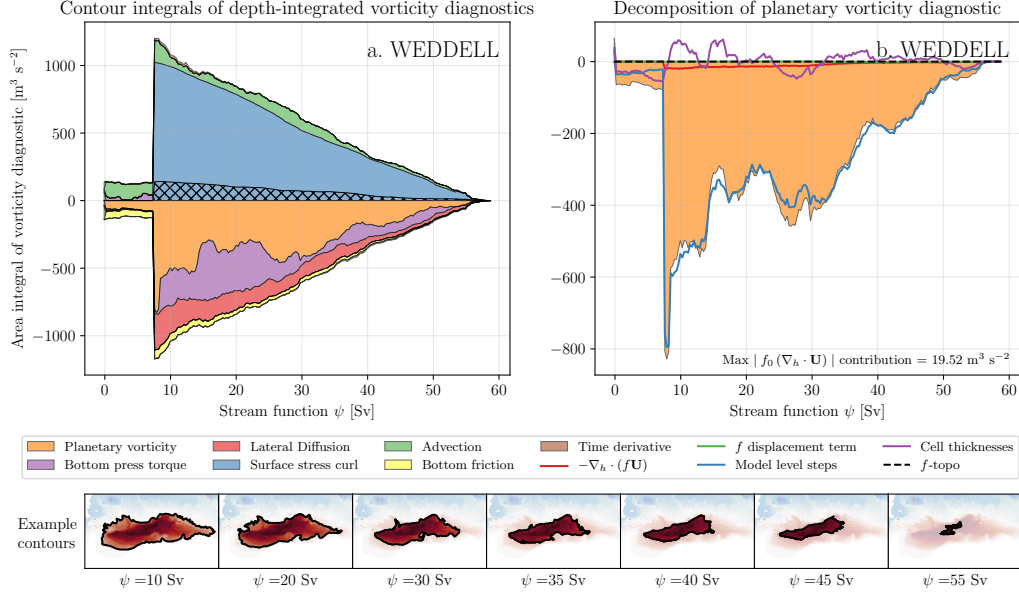 Contour integrals of depth-integrated vorticity diagnostics
Decomposition of planetary vorticity diagnostic
a. WEDDELL
b. WEDDELL
Area integral of vorticity diagnostic [m³ s⁻²]
1000
500
0
−500
−1000
0
−200
−400
−600
−800
Max | f₀ (∇ₕ · U) | contribution = 19.52 m³ s⁻²
0 10 20 30 40 50 60
0 10 20 30 40 50 60
Stream function ψ [Sv]
Stream function ψ [Sv]
Planetary vorticity
Lateral Diffusion
Advection
Time derivative
f displacement term
Cell thicknesses
Bottom press torque
Surface stress curl
Bottom friction
−∇ₕ · (fU)
Model level steps
f-topo
Example
contours
ψ =10 Sv
ψ =20 Sv
ψ =30 Sv
ψ =35 Sv
ψ =40 Sv
ψ =45 Sv
ψ =55 Sv